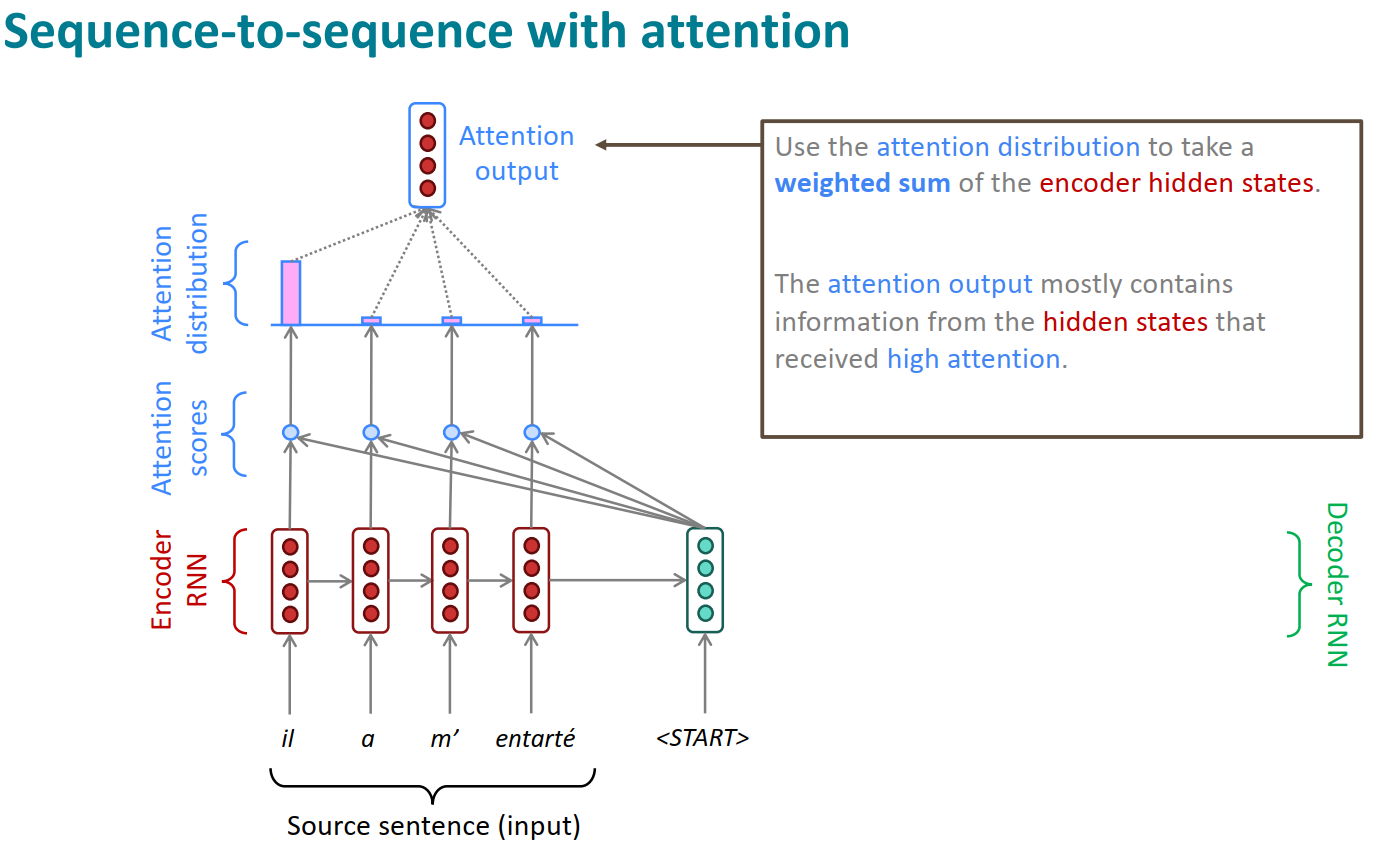 Sequence-to-sequence with attention
Attention
output
Use the attention distribution to take a
weighted sum of the encoder hidden states.
The attention output mostly contains
information from the hidden states that
received high attention.
Attention
distribution
Attention
scores
Encoder
RNN
Decoder RNN
il a m’ entarté <START>
Source sentence (input)